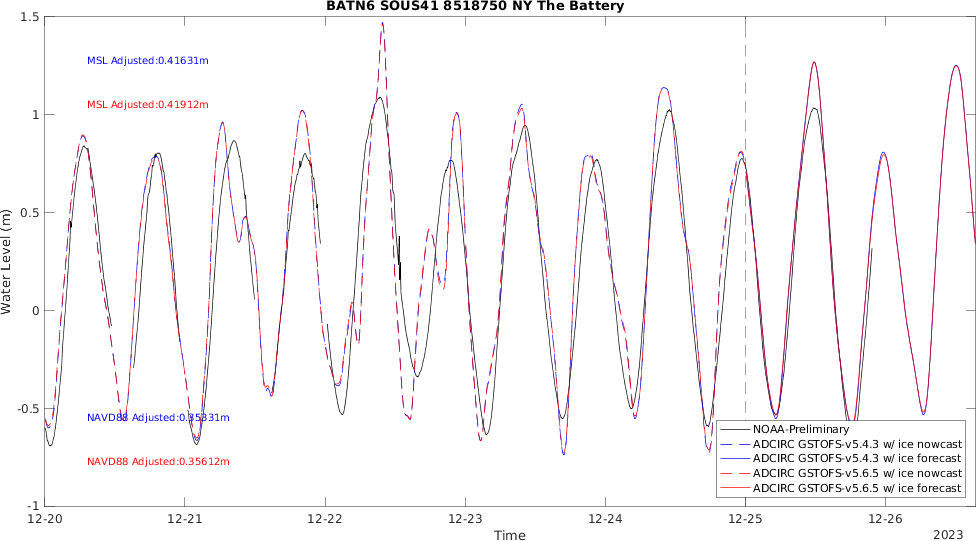 BATN6 SOUS41 8518750 NY The Battery
1.5
MSL Adjusted:0.41631m
MSL Adjusted:0.41912m
1
0.5
Water Level (m)
0
-0.5
NAVD88 Adjusted:0.35331m
NAVD88 Adjusted:0.35612m
NOAA-Preliminary
ADCIRC GSTOFS-v5.4.3 w/ ice nowcast
ADCIRC GSTOFS-v5.4.3 w/ ice forecast
ADCIRC GSTOFS-v5.6.5 w/ ice nowcast
ADCIRC GSTOFS-v5.6.5 w/ ice forecast
-1
12-20 12-21 12-22 12-23 12-24 12-25 12-26
Time
2023